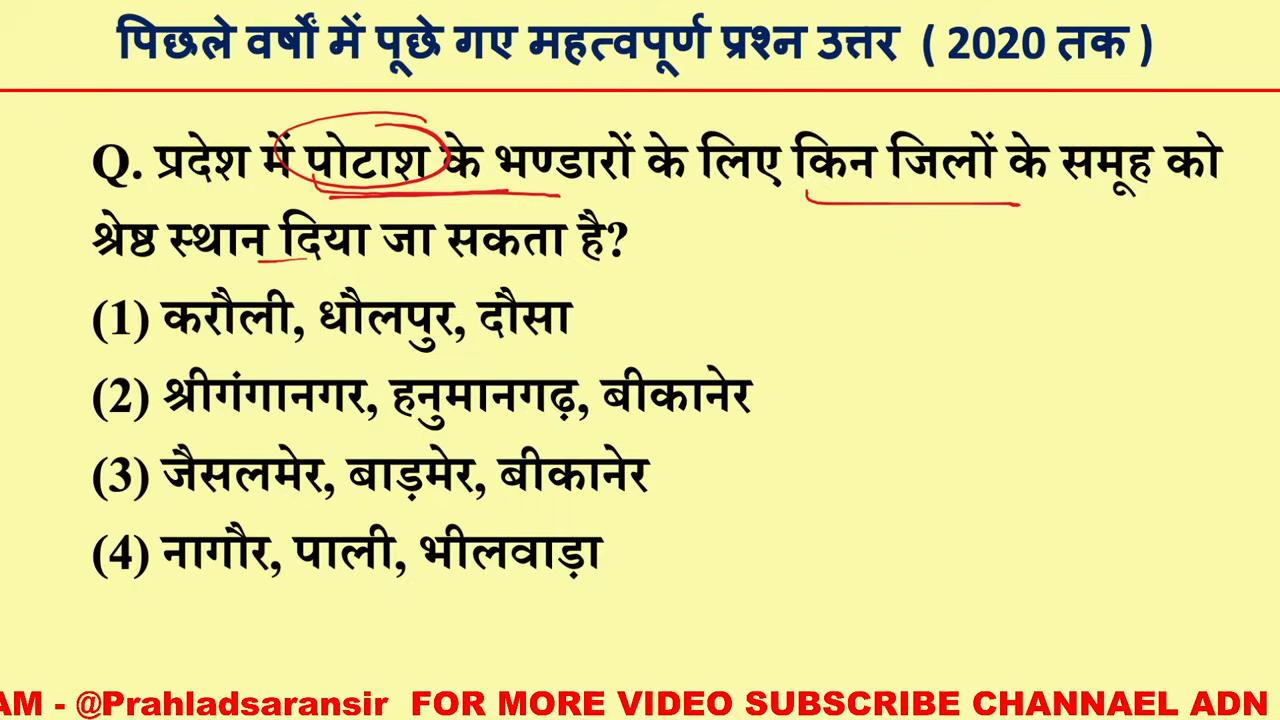 पिछले वर्षों में पूछे गए महत्वपूर्ण प्रश्न उत्तर ( 2020 तक )
Q. प्रदेश में पोटाश के भण्डारों के लिए किन जिलों के समूह को
श्रेष्ठ स्थान दिया जा सकता है?
(1) करौली, धौलपुर, दौसा
(2) श्रीगंगानगर, हनुमानगढ़, बीकानेर
(3) जैसलमेर, बाड़मेर, बीकानेर
(4) नागौर, पाली, भीलवाड़ा
AM - @Prahladsaransir FOR MORE VIDEO SUBSCRIBE CHANNAEL ADN